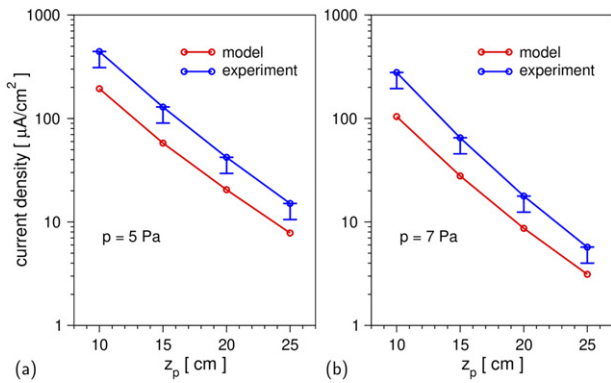 current density [ μA/cm² ]
1000
100
10
1
model
experiment
p = 5 Pa
10 15 20 25
(a) z_p [ cm ]
1000
100
10
1
model
experiment
p = 7 Pa
10 15 20 25
(b) z_p [ cm ]